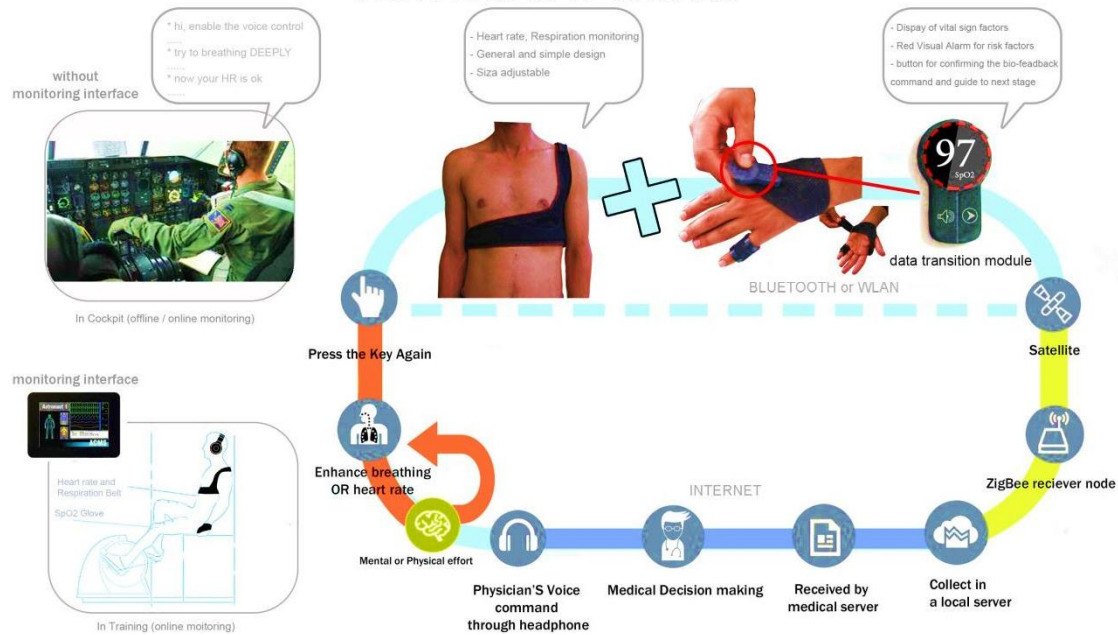 * hi, enable the voice control
......
* try to breathing DEEPLY
......
* now your HR is ok
......
- Heart rate, Respiration monitoring
- General and simple design
- Siza adjustable
-
- Dispay of vital sign factors
- Red Visual Alarm for risk factors
- button for confirming the bio-feadback
command and guide to next stage
without
monitoring interface
97
SpO2
data transition module
In Cockpit (offline / online monitoring)
BLUETOOTH or WLAN
Press the Key Again
Satellite
monitoring interface
Astronaut 1
ADMS
Heart rate and
Respiration Belt
SpO2 Glove
Enhance breathing
OR heart rate
INTERNET
ZigBee reciever node
Mental or Physical effort
Physician'S Voice
command
through headphone
Medical Decision making
Received by
medical server
Collect in
a local server
In Training (online moitoring)